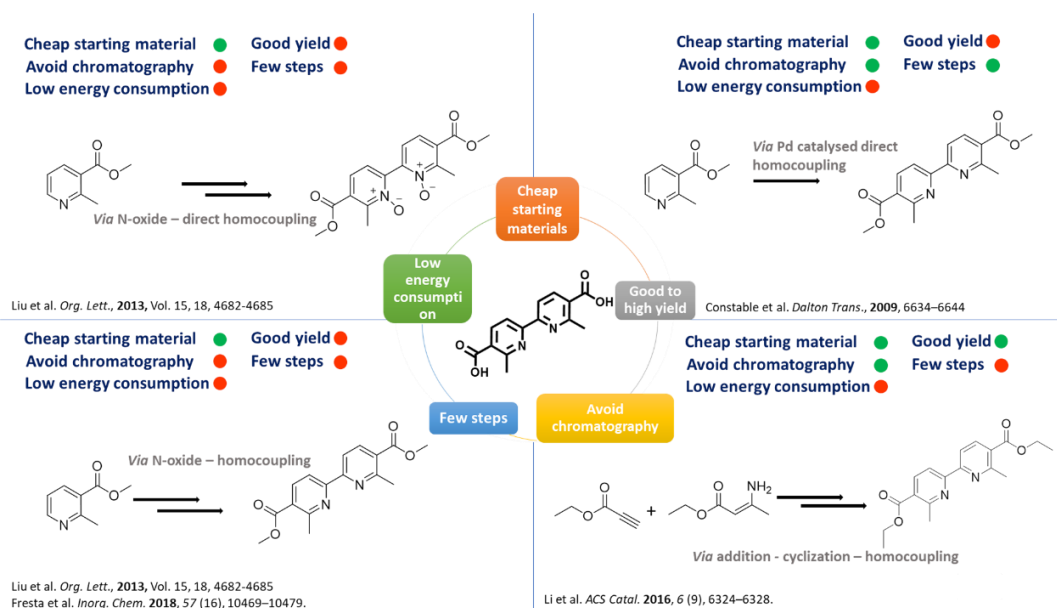 Cheap starting material
Good yield
Avoid chromatography
Few steps
Low energy consumption
N
O
O
O
O
N
+
O
−
N
+
O
−
O
O
Via N-oxide – direct homocoupling
Liu et al. Org. Lett., 2013, Vol. 15, 18, 4682-4685
Cheap starting material
Good yield
Avoid chromatography
Few steps
Low energy consumption
N
O
O
Via Pd catalysed direct
homocoupling
O
O
N
N
O
O
Constable et al. Dalton Trans., 2009, 6634–6644
Cheap
starting
materials
Low
energy
consumpti
on
Good to
high yield
Few steps
Avoid
chromatography
O
OH
N
N
O
OH
Cheap starting material
Good yield
Avoid chromatography
Few steps
Low energy consumption
Via N-oxide – homocoupling
N
O
O
O
O
N
N
O
O
Liu et al. Org. Lett., 2013, Vol. 15, 18, 4682-4685
Fresta et al. Inorg. Chem. 2018, 57 (16), 10469–10479.
Cheap starting material
Good yield
Avoid chromatography
Few steps
Low energy consumption
O
O
+
O
O
NH2
O
O
N
N
O
O
Via addition - cyclization – homocoupling
Li et al. ACS Catal. 2016, 6 (9), 6324–6328.